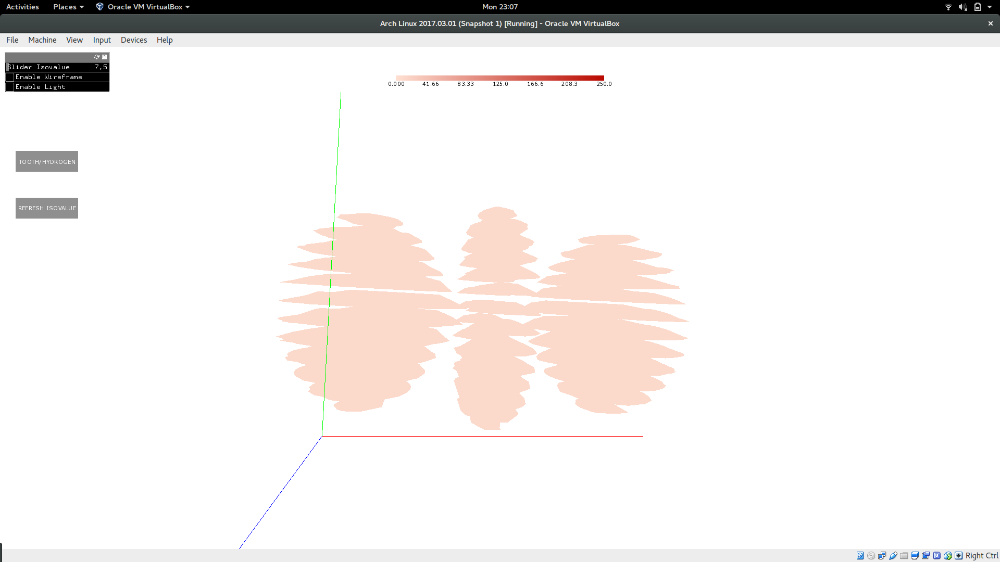 Activities Places Oracle VM VirtualBox Mon 23:07
Arch Linux 2017.03.01 (Snapshot 1) [Running] - Oracle VM VirtualBox
File Machine View Input Devices Help
Slider Isovalue 7.5
Enable Wireframe
Enable Light
0.000 41.66 83.33 125.0 166.6 208.3 250.0
TOOTH/HYDROGEN
REFRESH ISOVALUE
Right Ctrl